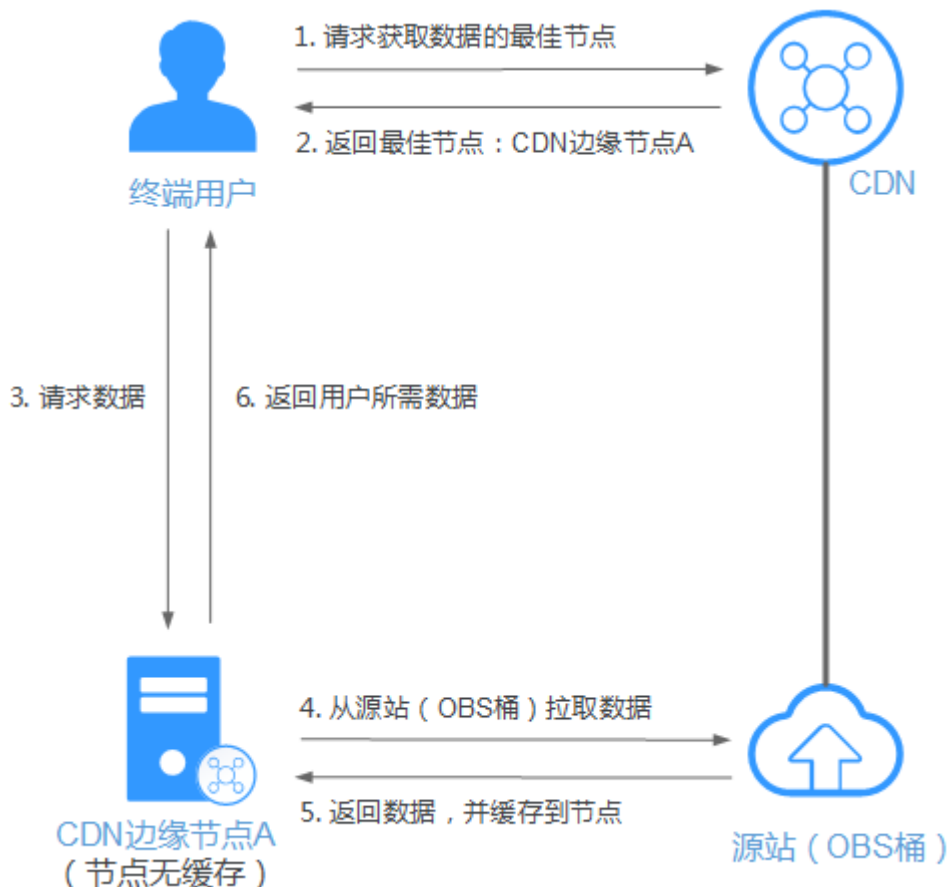 1. 请求获取数据的最佳节点
2. 返回最佳节点：CDN边缘节点A
终端用户
CDN
3. 请求数据
6. 返回用户所需数据
4. 从源站（OBS桶）拉取数据
5. 返回数据，并缓存到节点
CDN边缘节点A
（节点无缓存）
源站（OBS桶）